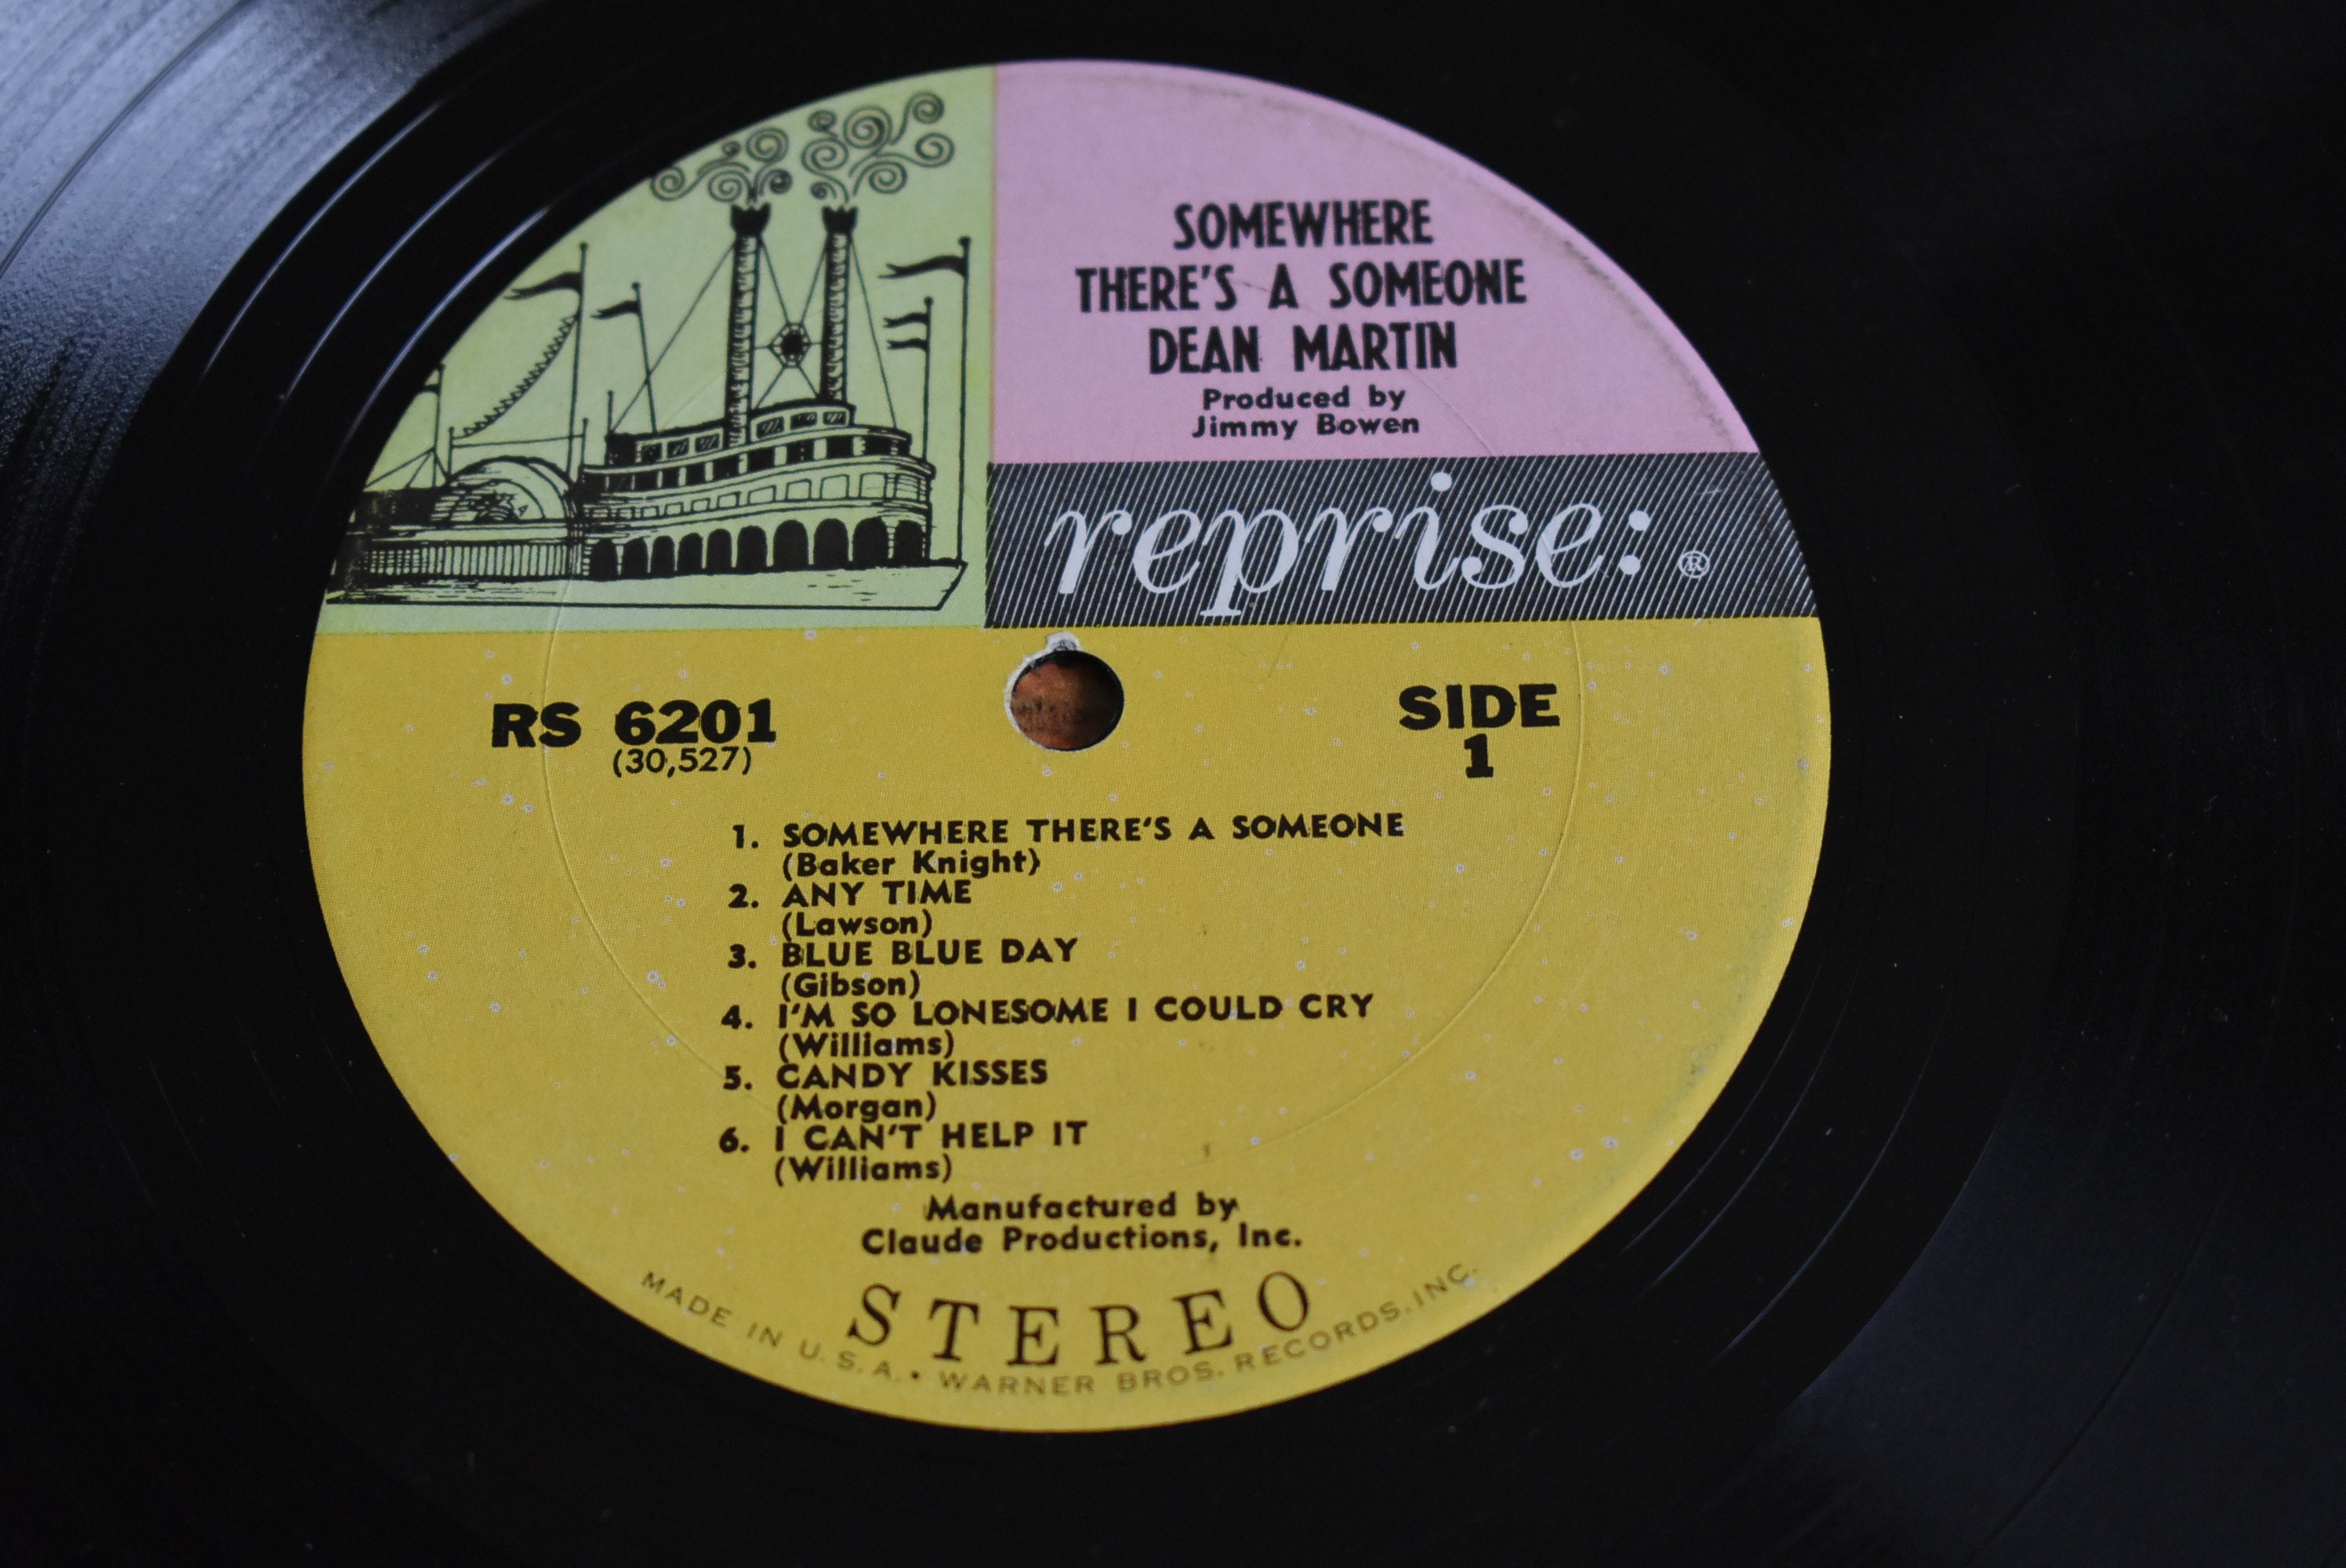 SOMEWHERE
THERE'S A SOMEONE
DEAN MARTIN
Produced by
Jimmy Bowen
reprise:®
RS 6201
(30,527)
SIDE
1
1. SOMEWHERE THERE'S A SOMEONE
(Baker Knight)
2. ANY TIME
(Lawson)
3. BLUE BLUE DAY
(Gibson)
4. I'M SO LONESOME I COULD CRY
(Williams)
5. CANDY KISSES
(Morgan)
6. I CAN'T HELP IT
(Williams)
Manufactured by
Claude Productions, Inc.
STEREO
MADE IN U.S.A. • WARNER BROS. RECORDS, INC.